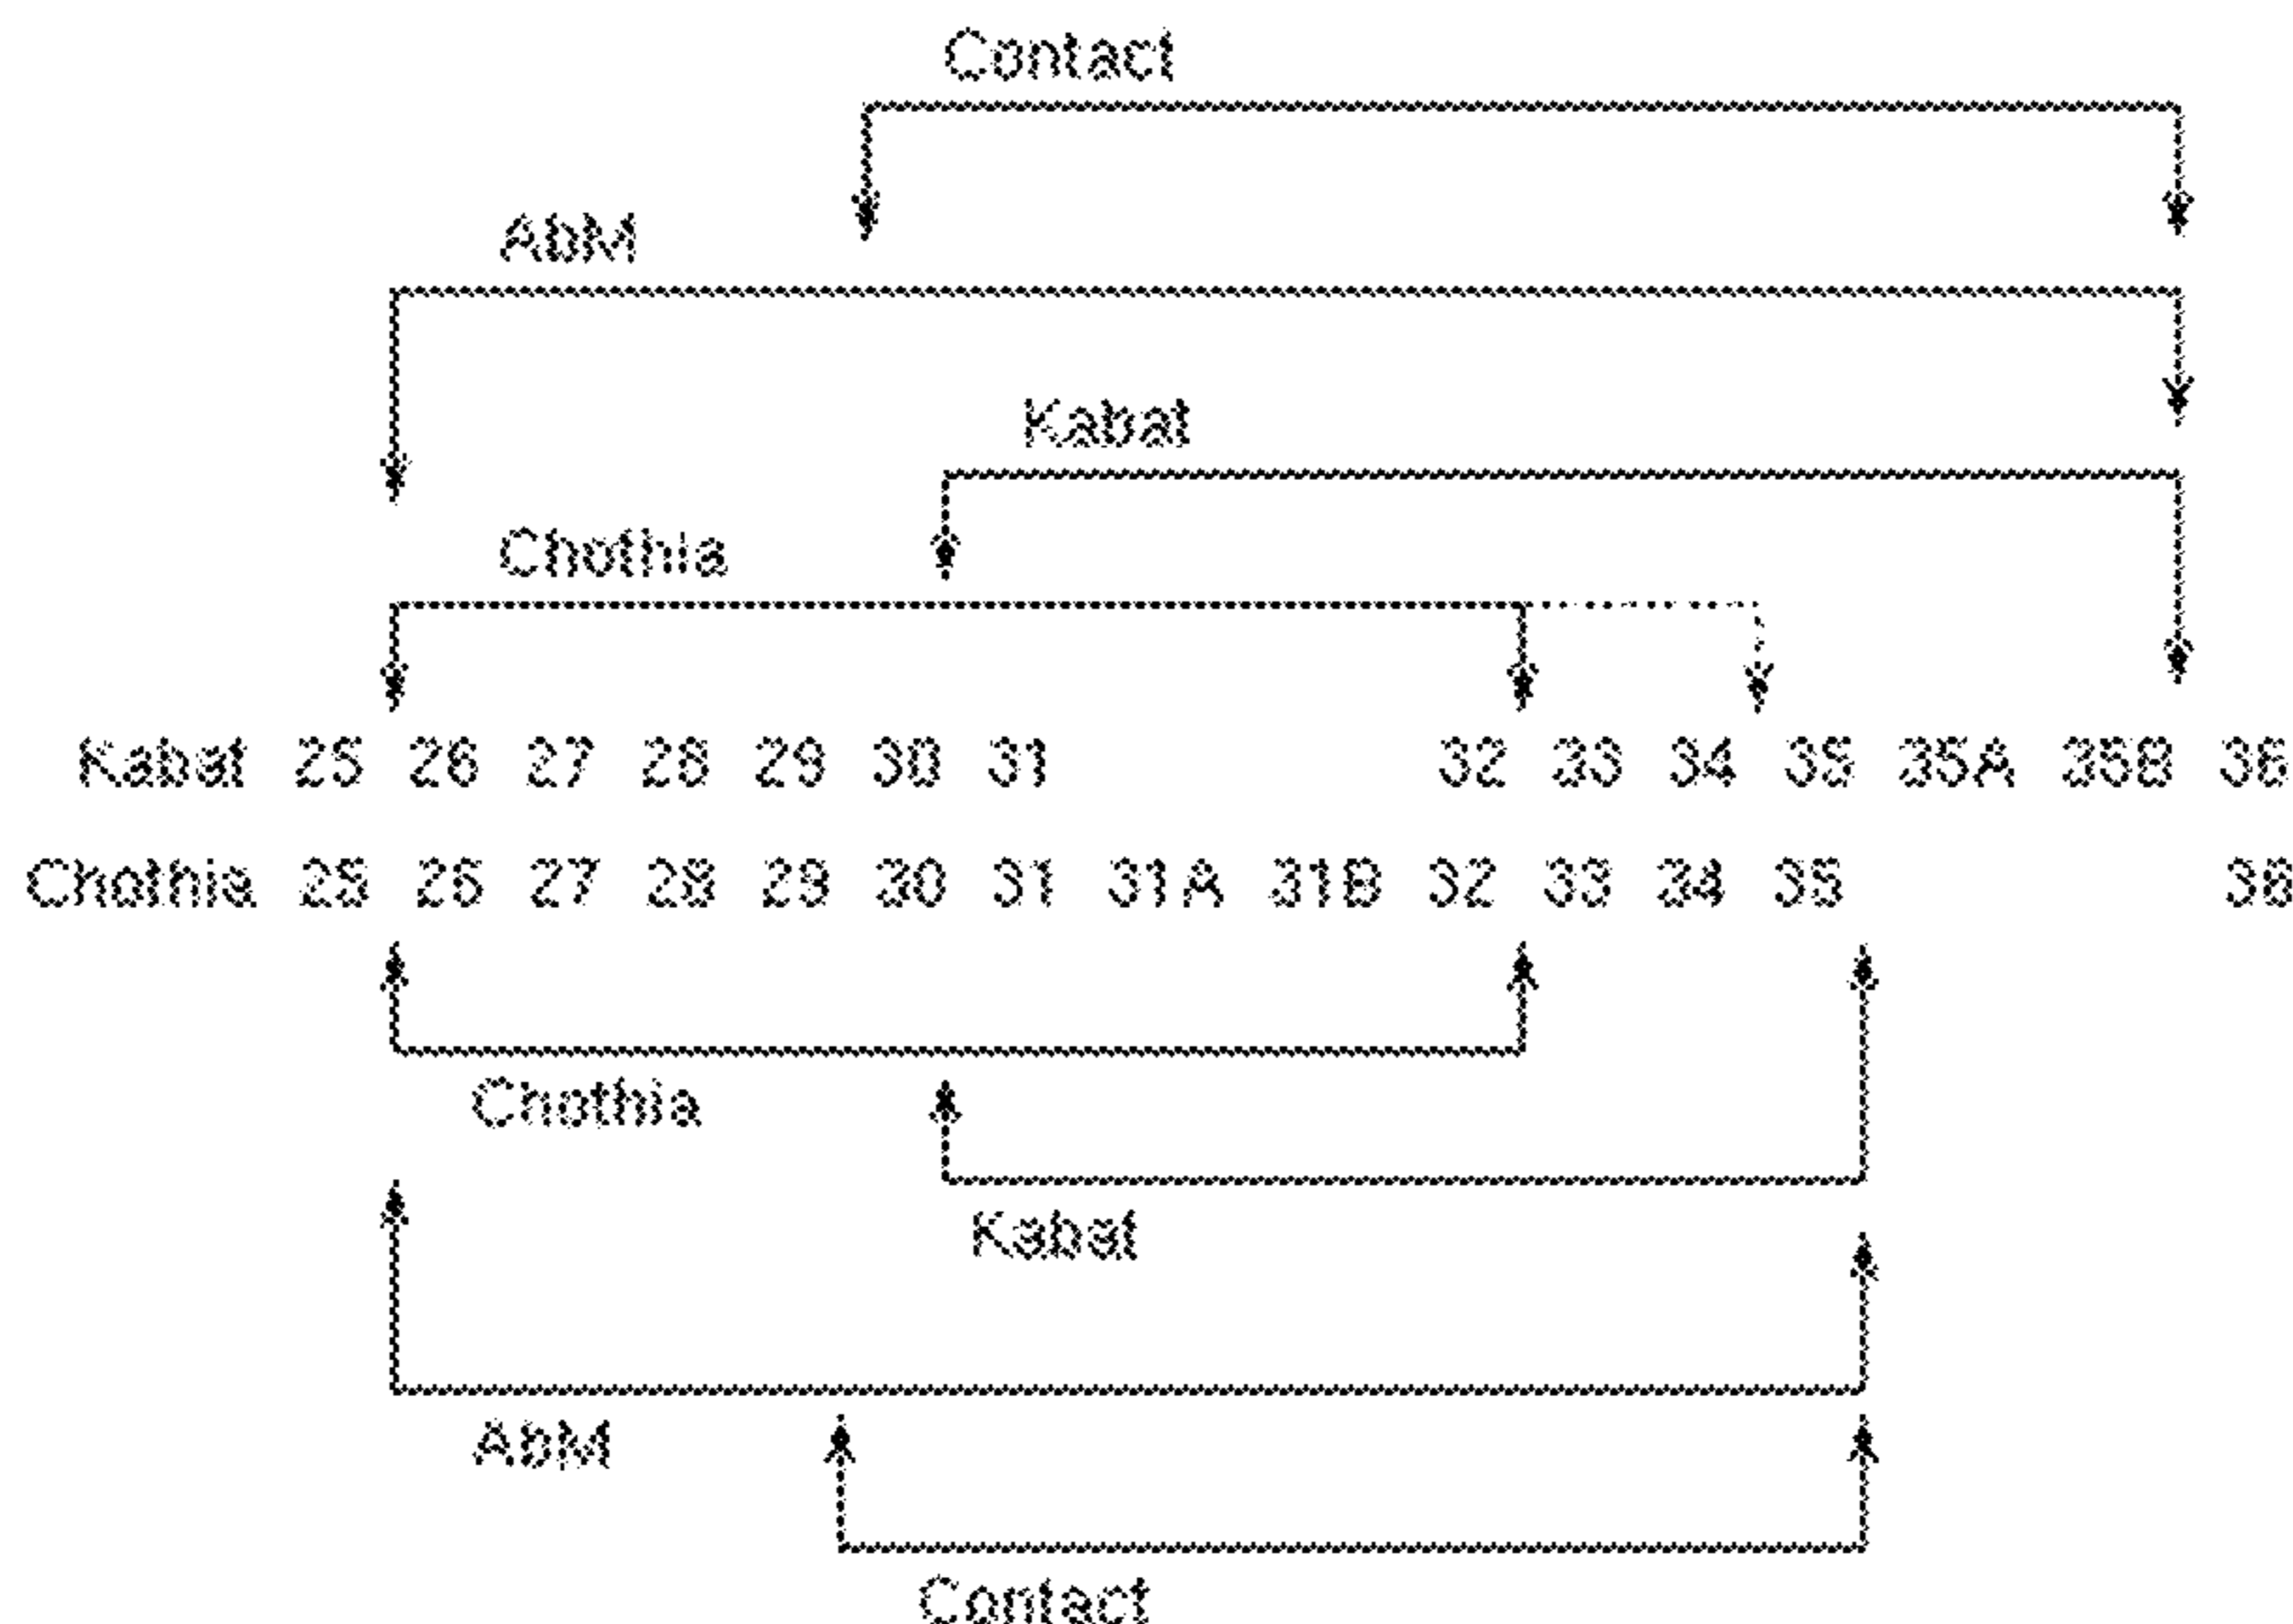 Contact
AbM
Kabat
Chothia
Kabat 25 26 27 28 29 30 31 32 33 34 35 35A 35B 36
Chothia 25 26 27 28 29 30 31 31A 31B 32 33 34 35 36
Chothia
Kabat
AbM
Contact